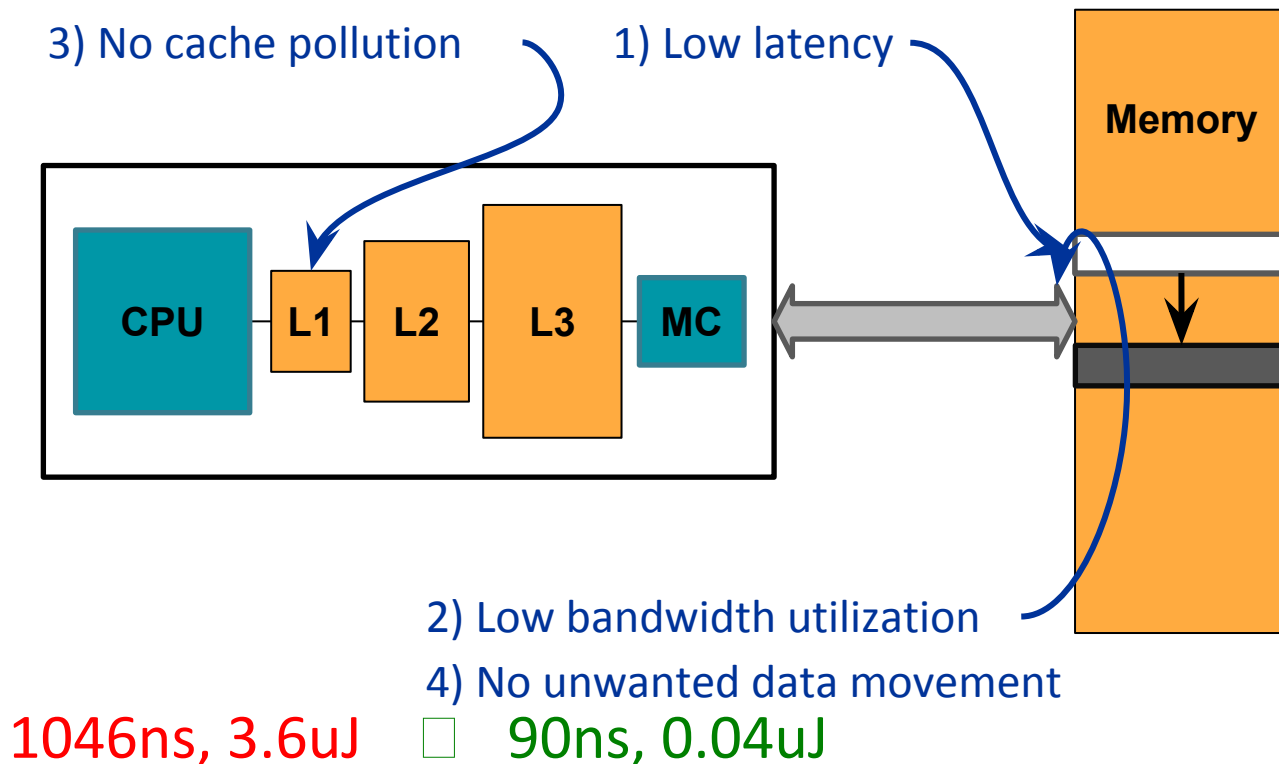 3) No cache pollution
1) Low latency
Memory
CPU
L1
L2
L3
MC
2) Low bandwidth utilization
4) No unwanted data movement
1046ns, 3.6uJ □ 90ns, 0.04uJ